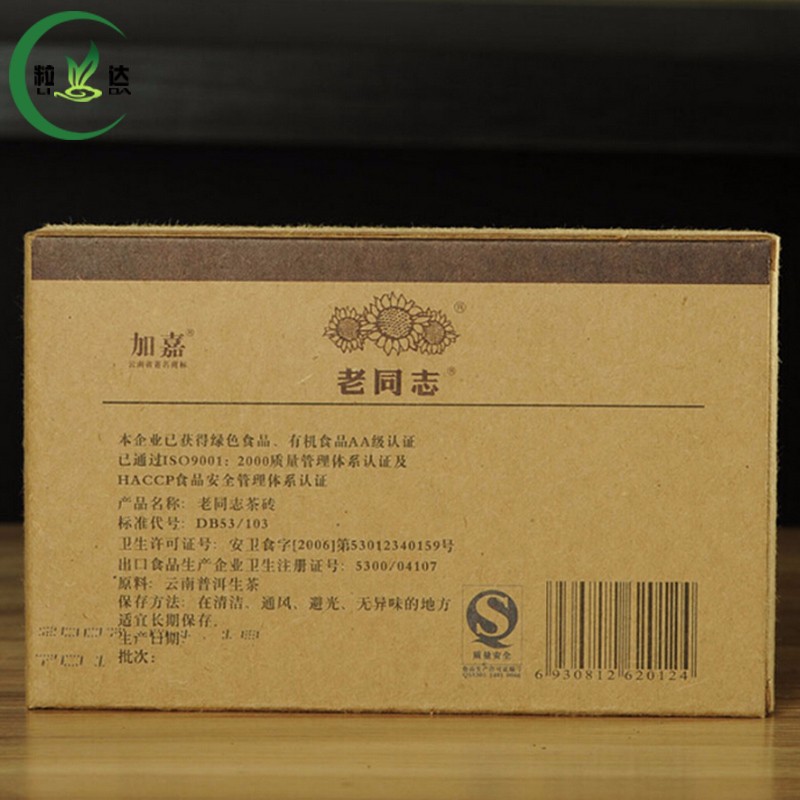 粒 达
LI DA
加嘉®
云南省著名商标
®
老同志®
本企业已获得绿色食品、有机食品AA级认证
已通过ISO9001：2000质量管理体系认证及
HACCP食品安全管理体系认证
产品名称：老同志茶砖
标准代号：DB53/103
卫生许可证号：安卫食字[2006]第53012340159号
出口食品生产企业卫生注册证号：5300/04107
原料：云南普洱生茶
保存方法：在清洁、通风、避光、无异味的地方
适宜长期保存。
生产日期：
批次：
质量安全
6 930812 620124